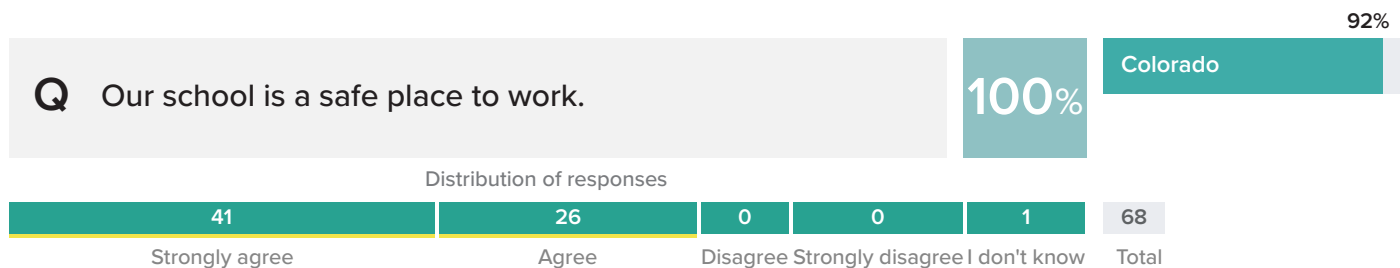 92%
Q Our school is a safe place to work.
100%
Colorado
Distribution of responses
41 26 0 0 1 68
Strongly agree Agree Disagree Strongly disagree I don't know Total